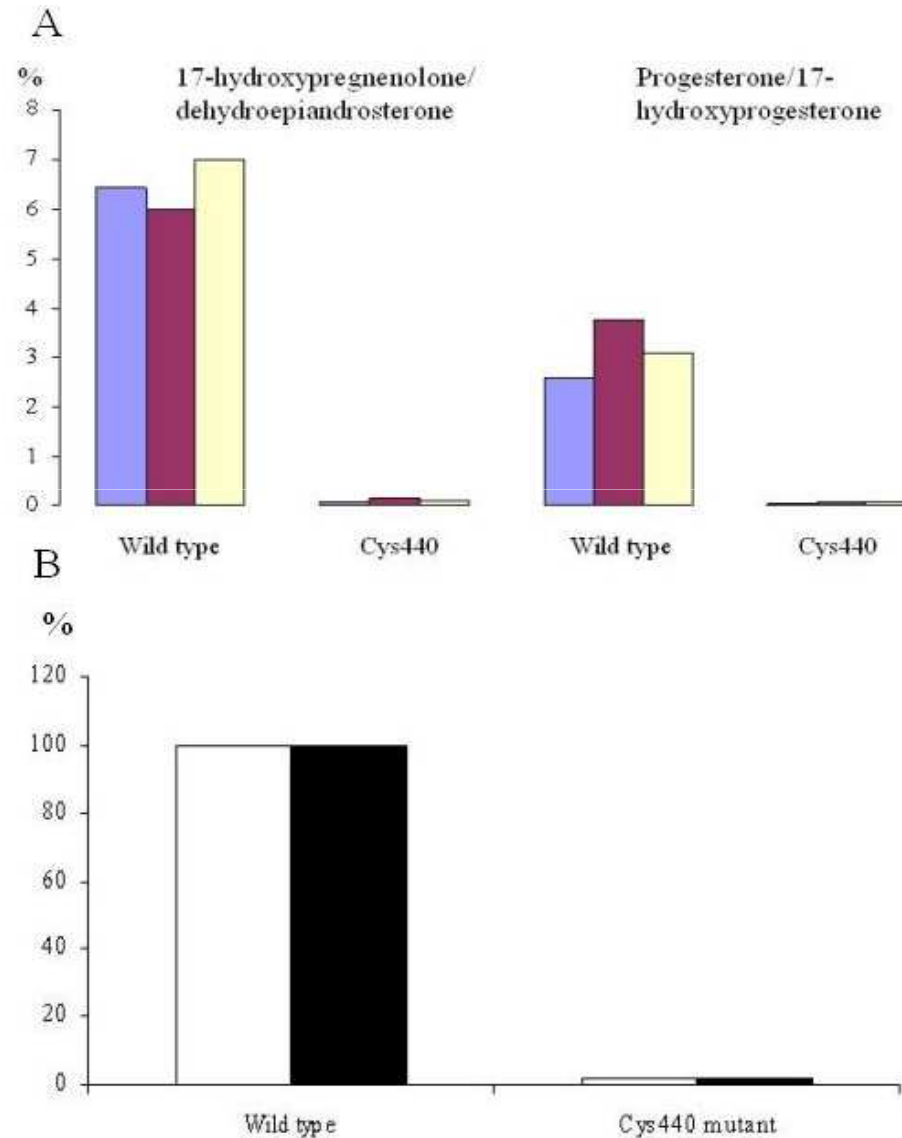 A
%
17-hydroxypregnenolone/
dehydroepiandrosterone
Progesterone/17-
hydroxyprogesterone
8
7
6
5
4
3
2
1
0
Wild type
Cys440
Wild type
Cys440
B
%
120
100
80
60
40
20
0
Wild type
Cys440 mutant